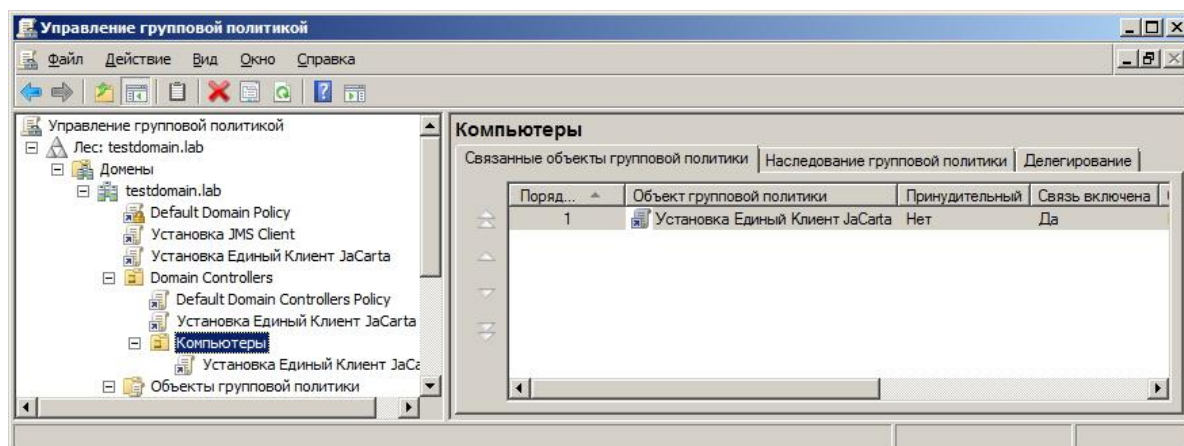 Управление групповой политикой
Файл Действие Вид Окно Справка
Управление групповой политикой
Лес: testdomain.lab
Домены
testdomain.lab
Default Domain Policy
Установка JMS Client
Установка Единый Клиент JaCarta
Domain Controllers
Default Domain Controllers Policy
Установка Единый Клиент JaCarta
Компьютеры
Установка Единый Клиент JaCa
Объекты групповой политики
Компьютеры
Связанные объекты групповой политики Наследование групповой политики Делегирование
Поряд... Объект групповой политики Принудительный Связь включена
1 Установка Единый Клиент JaCarta Нет Да